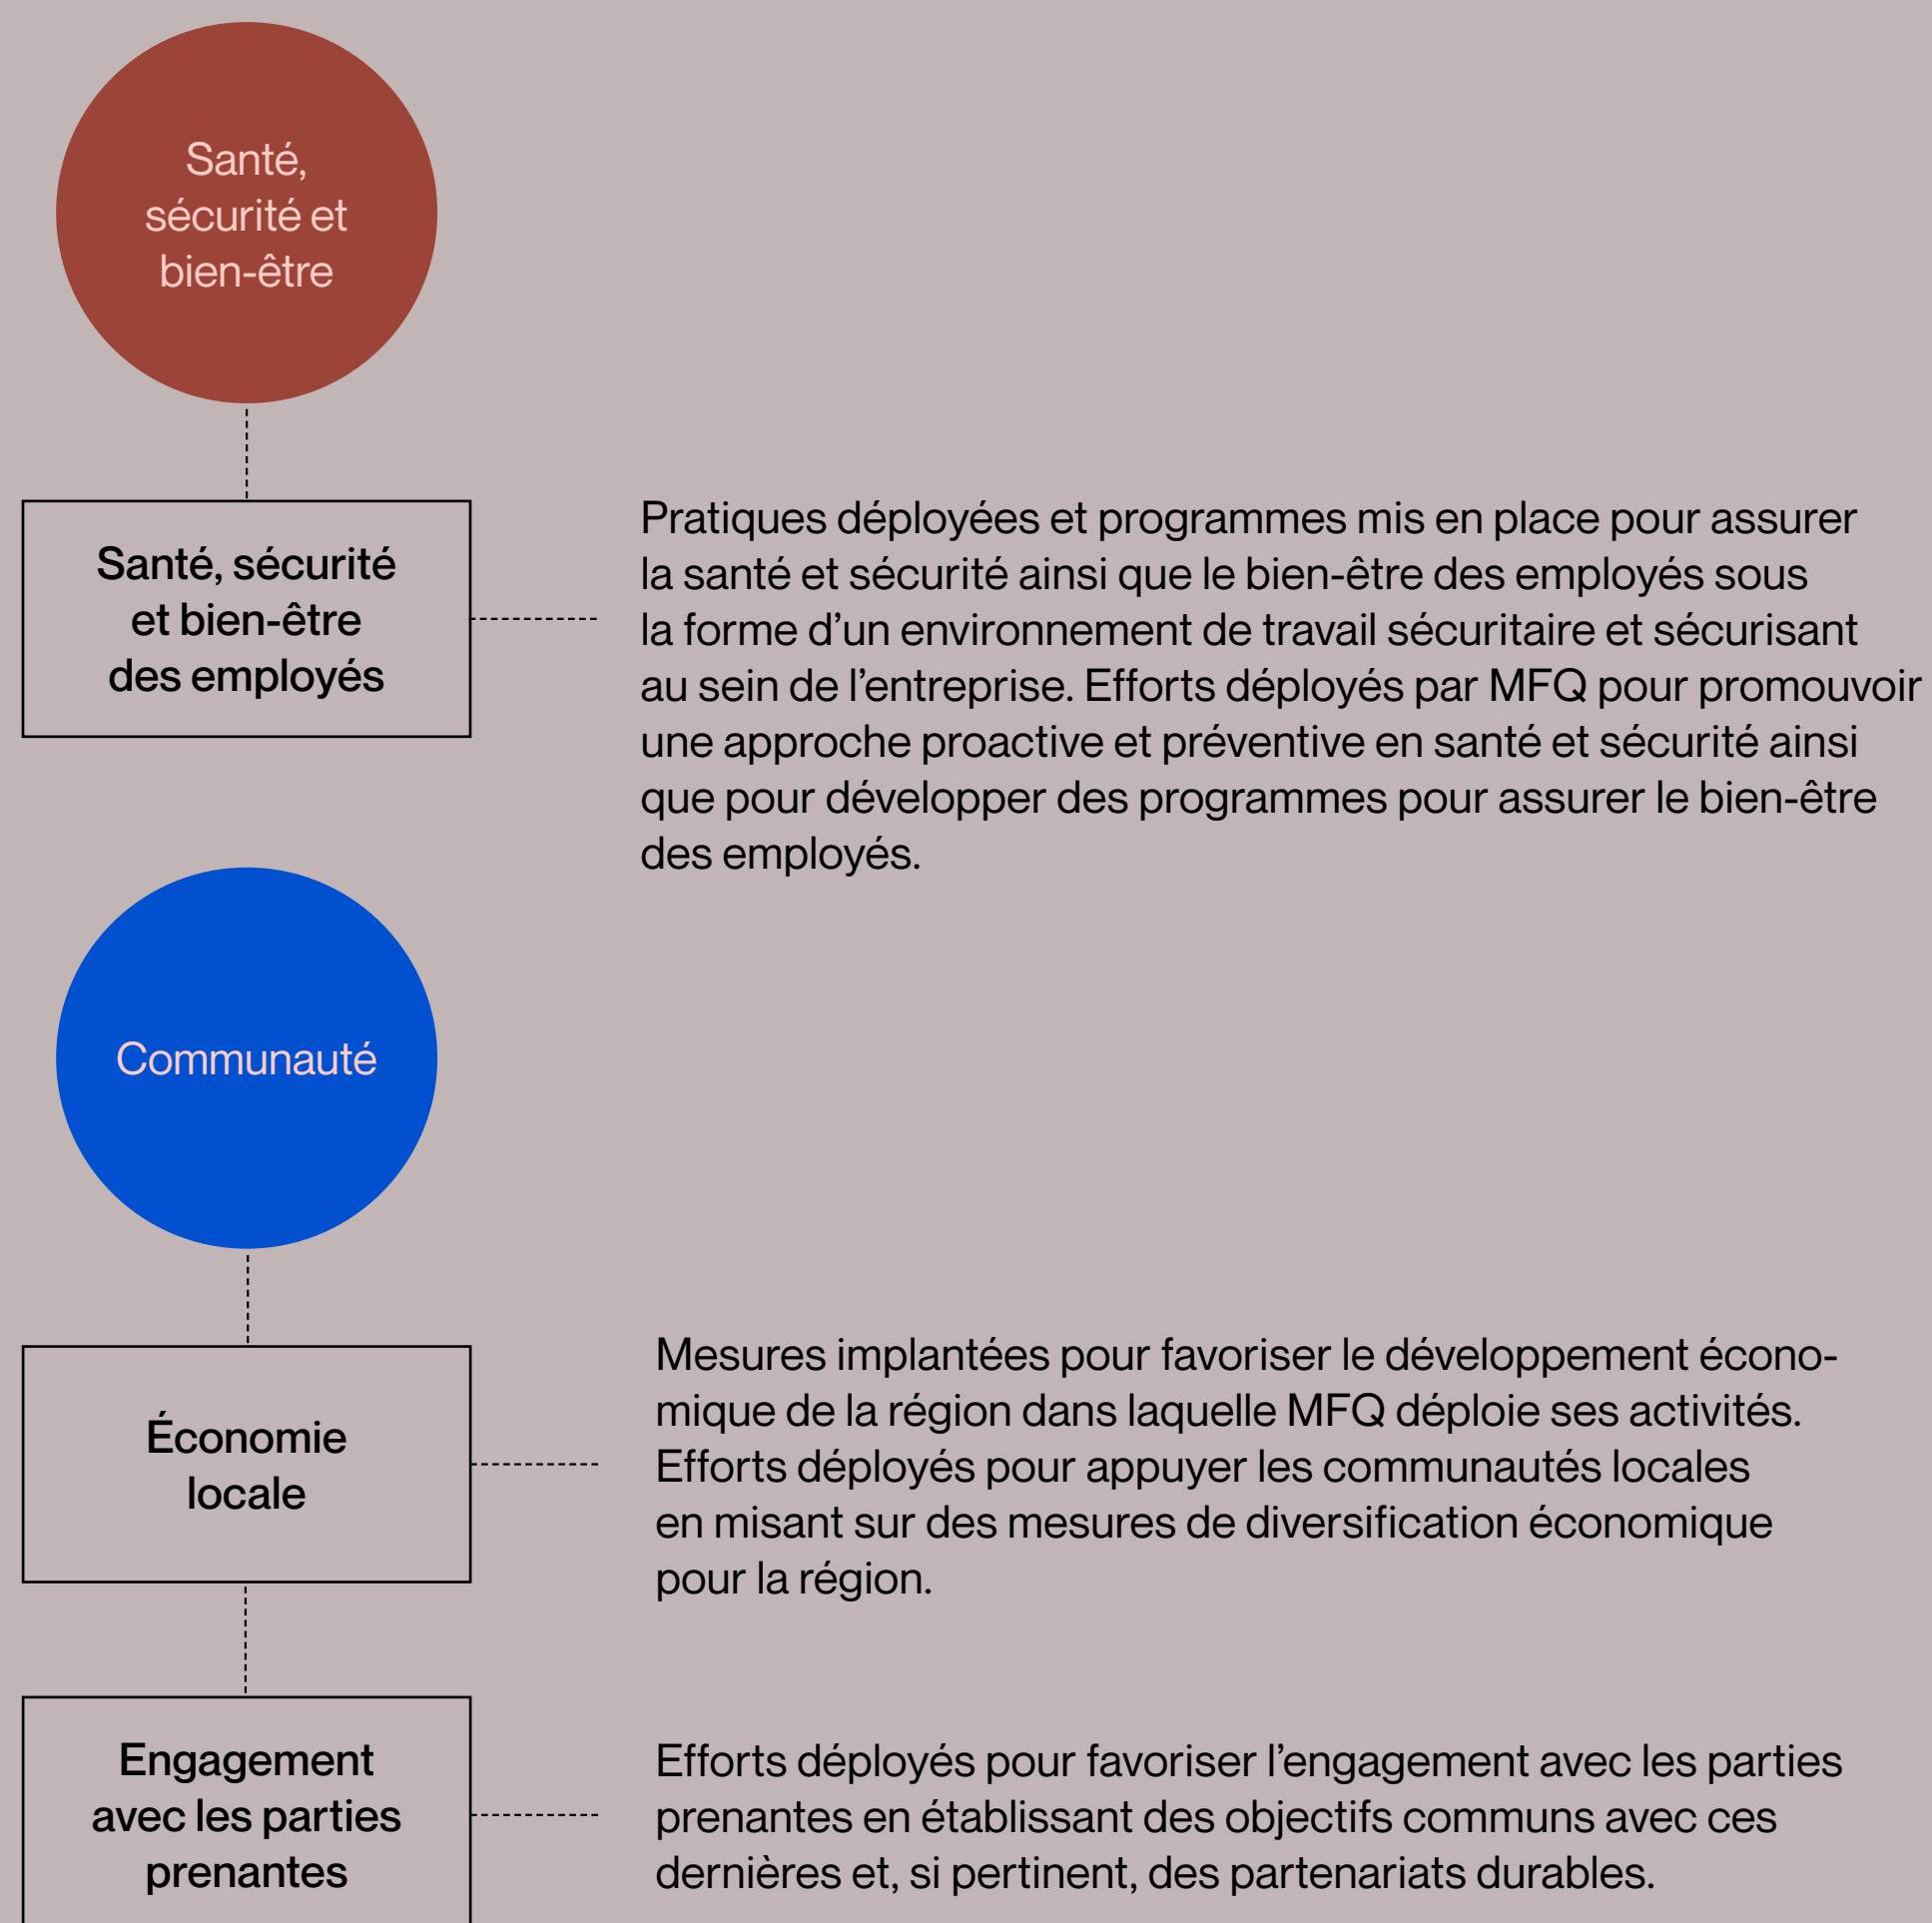 Santé,
sécurité et
bien-être
Santé, sécurité
et bien-être
des employés
Pratiques déployées et programmes mis en place pour assurer
la santé et sécurité ainsi que le bien-être des employés sous
la forme d’un environnement de travail sécuritaire et sécurisant
au sein de l’entreprise. Efforts déployés par MFQ pour promouvoir
une approche proactive et préventive en santé et sécurité ainsi
que pour développer des programmes pour assurer le bien-être
des employés.
Communauté
Économie
locale
Mesures implantées pour favoriser le développement écono-
mique de la région dans laquelle MFQ déploie ses activités.
Efforts déployés pour appuyer les communautés locales
en misant sur des mesures de diversification économique
pour la région.
Engagement
avec les parties
prenantes
Efforts déployés pour favoriser l’engagement avec les parties
prenantes en établissant des objectifs communs avec ces
dernières et, si pertinent, des partenariats durables.